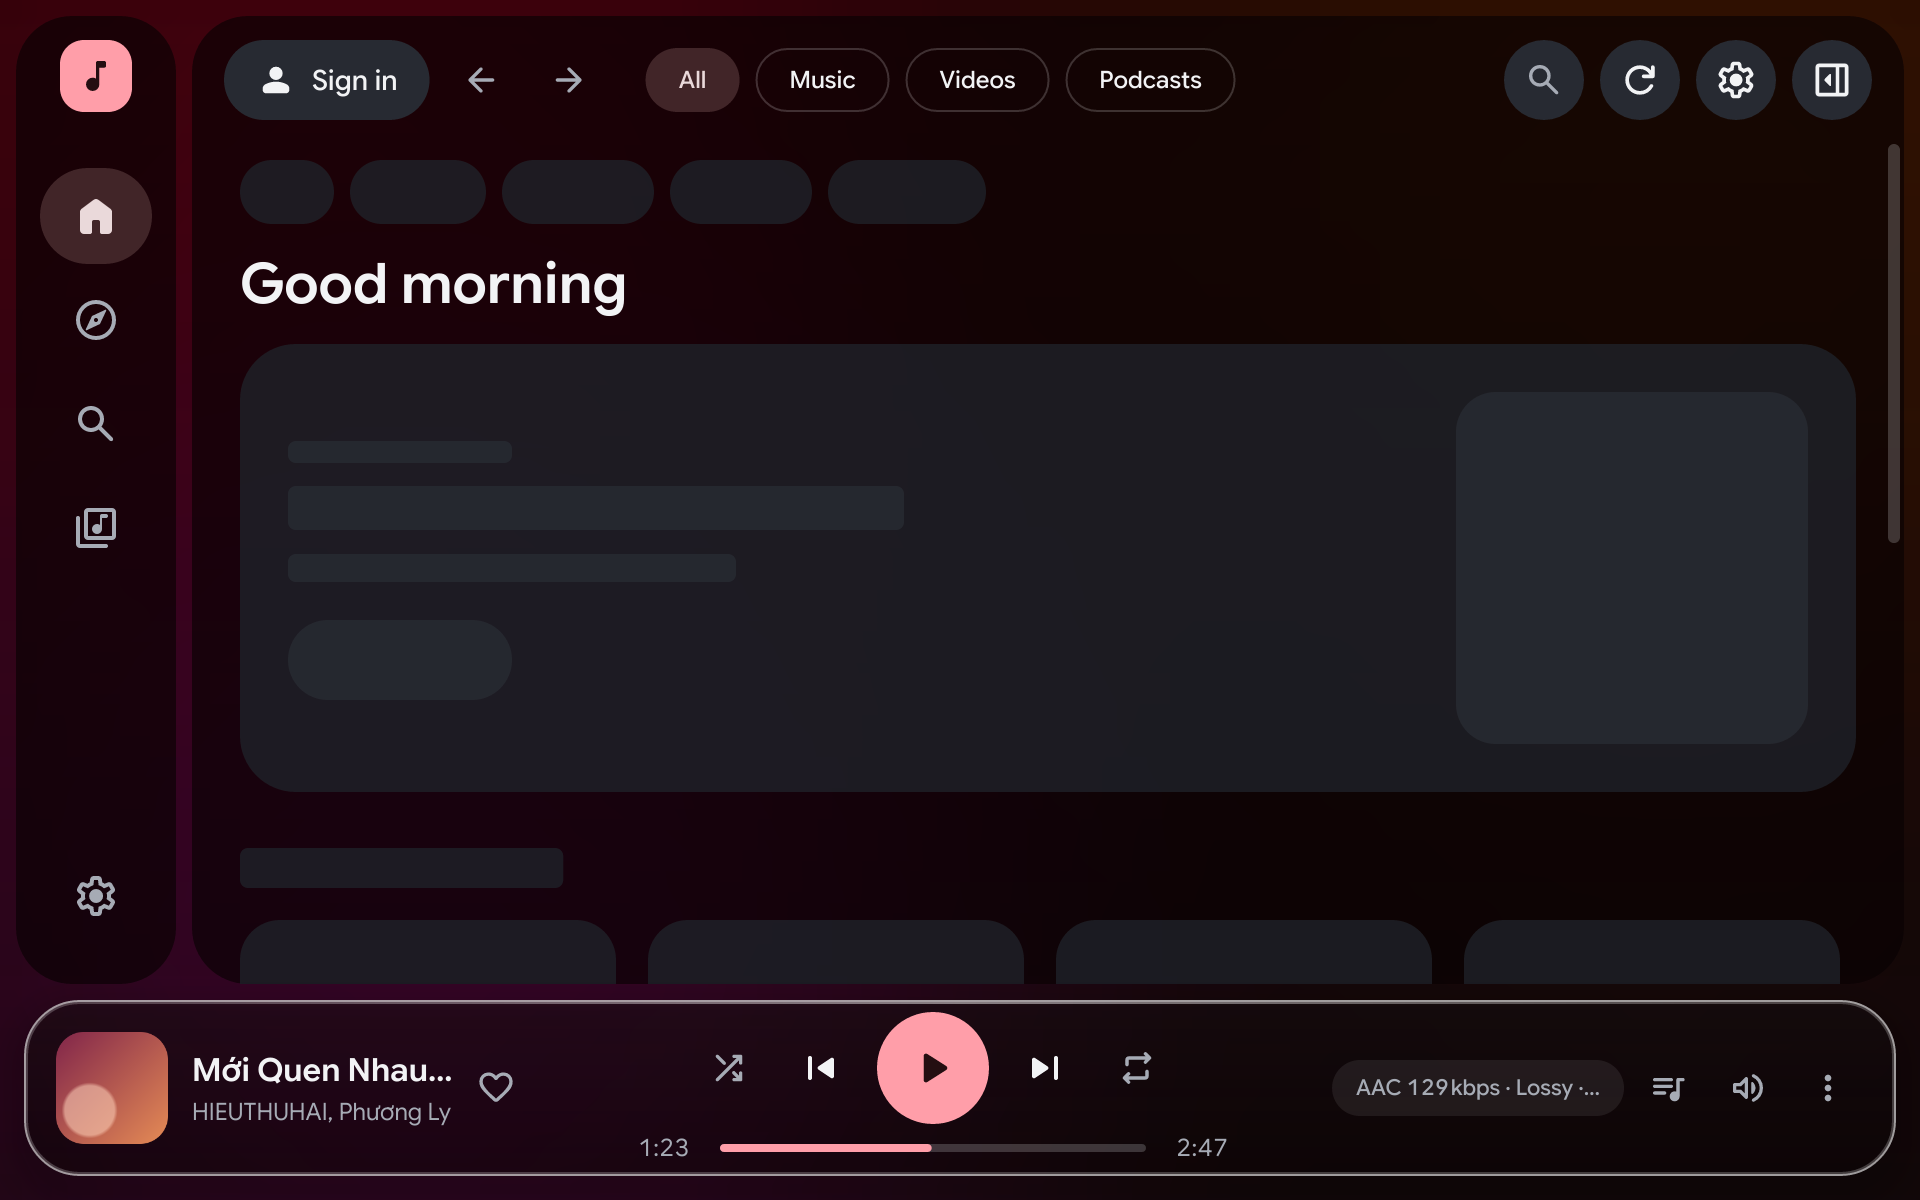 Sign in
All
Music
Videos
Podcasts
Good morning
Mới Quen Nhau...
HIEUTHUHAI, Phương Ly
1:23
2:47
AAC 129kbps · Lossy ·...